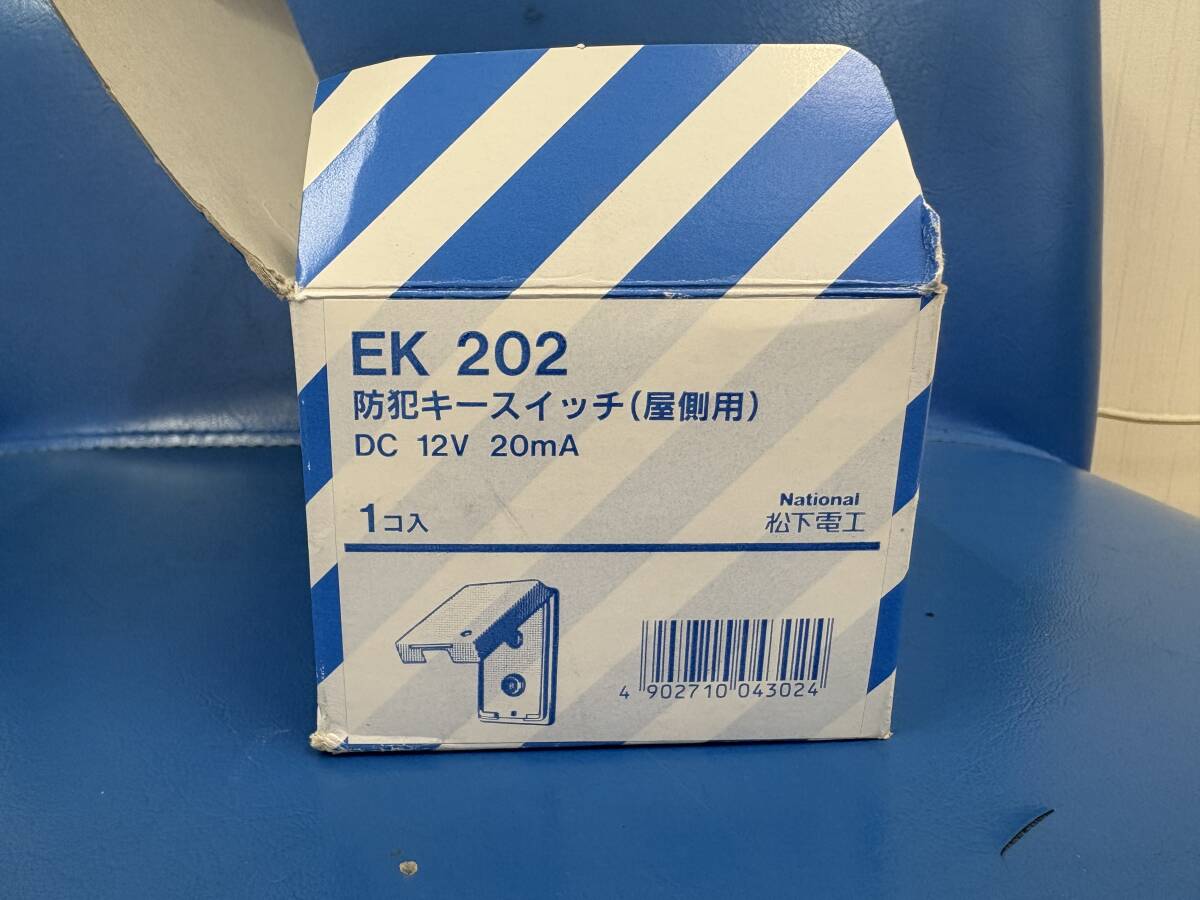 EK 202
防犯キースイッチ(屋側用)
DC 12V 20mA
1コ入
National
松下電工
4 902710 043024